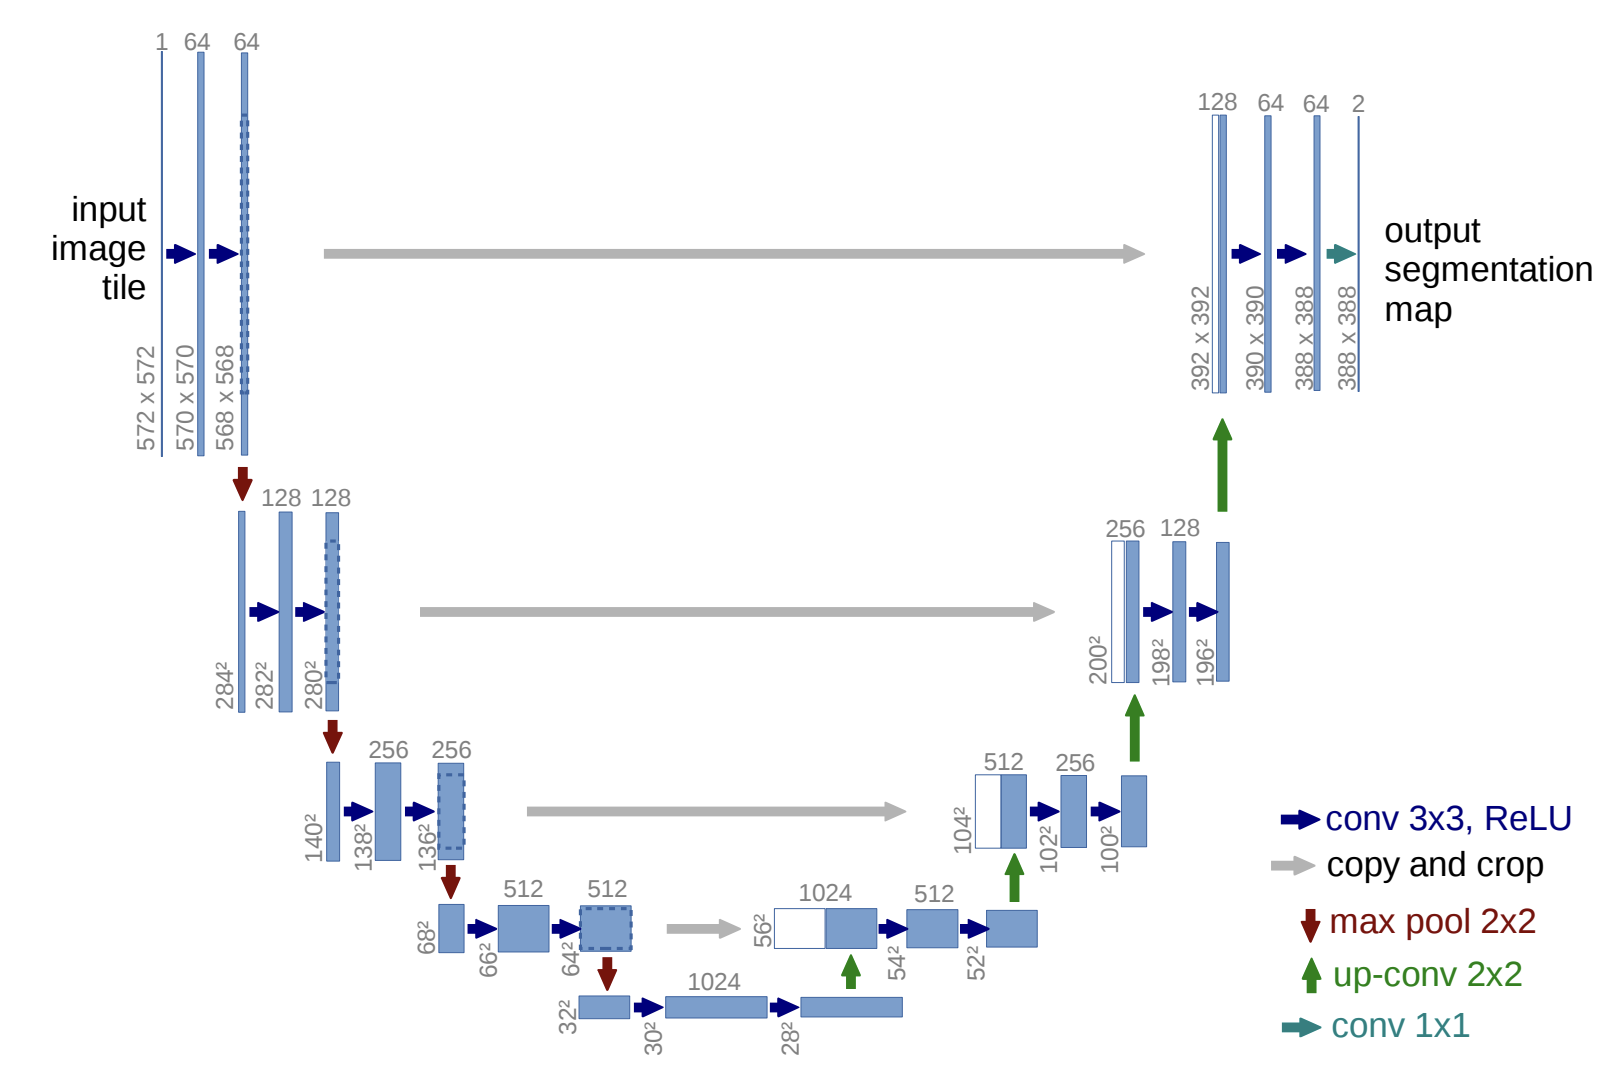 1 64 64
input
image
tile
572 x 572
570 x 570
568 x 568
128 64 64 2
output
segmentation
map
392 x 392
390 x 390
388 x 388
388 x 388
128 128
284²
282²
280²
256 128
200²
198²
196²
256 256
140²
138²
136²
512 256
104²
102²
100²
512 512
68²
66²
64²
1024 512
56²
54²
52²
1024
32²
30²
28²
conv 3x3, ReLU
copy and crop
max pool 2x2
up-conv 2x2
conv 1x1